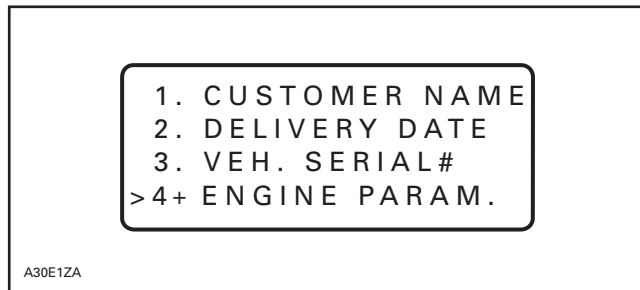 1. CUSTOMER NAME
2. DELIVERY DATE
3. VEH. SERIAL#
>4+ ENGINE PARAM.
A30E1ZA